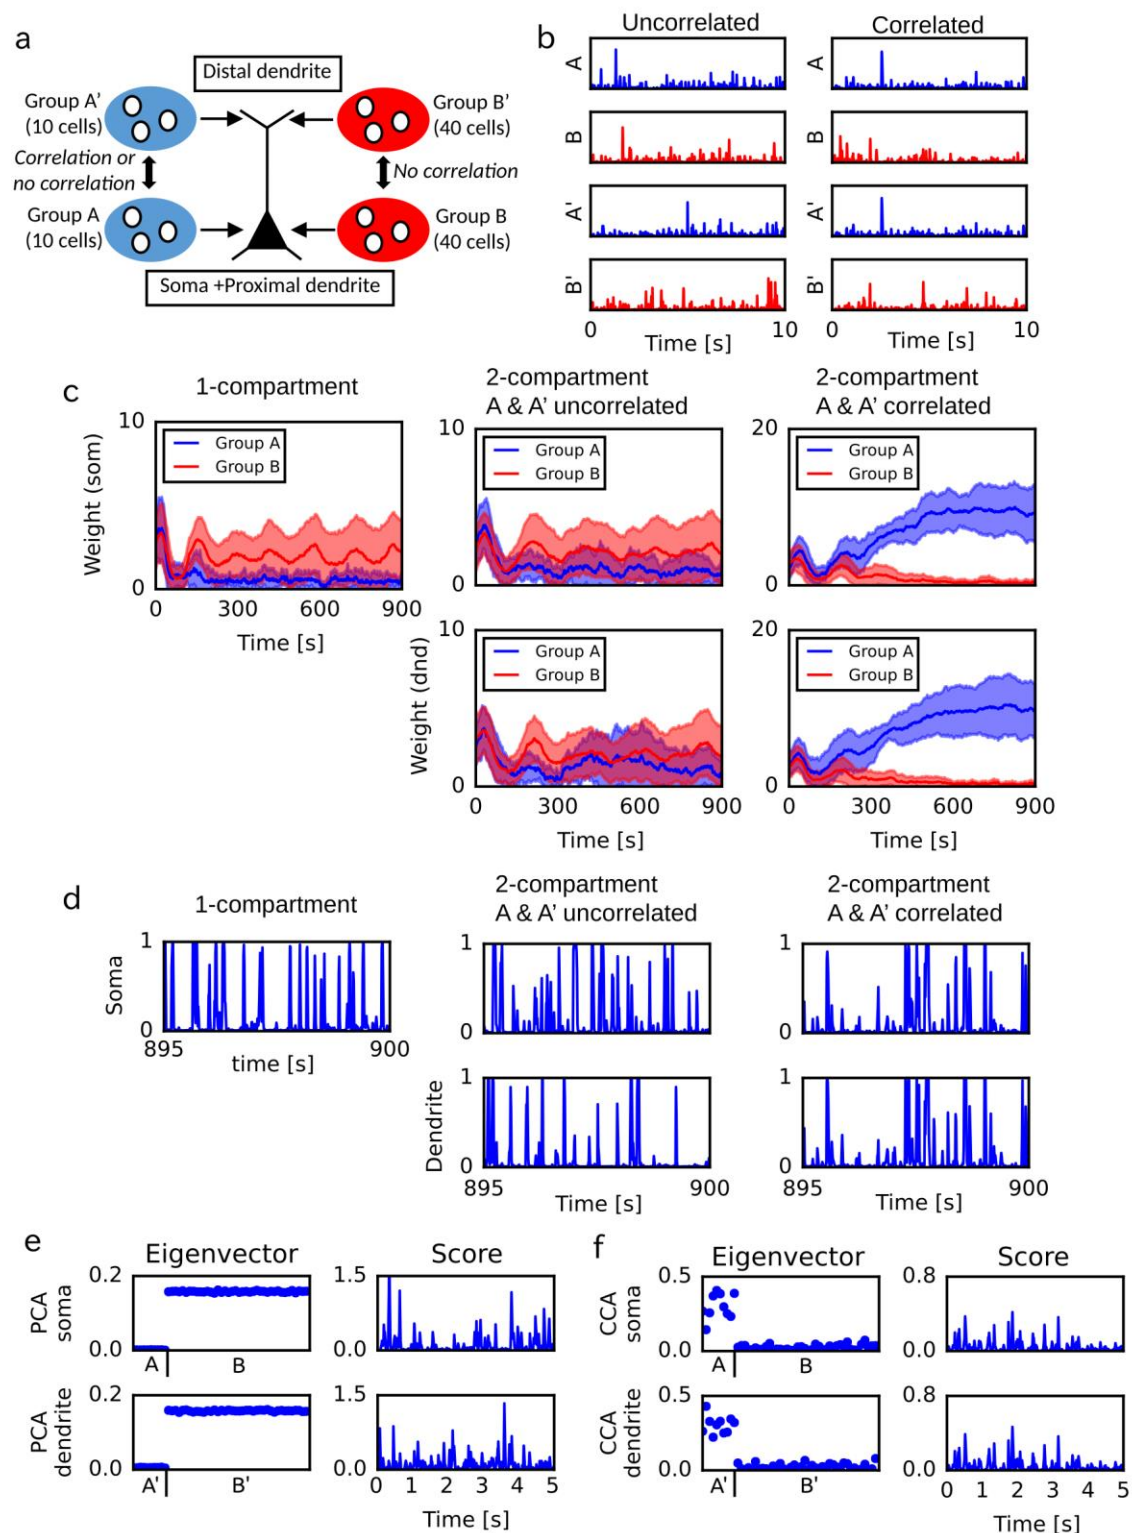 a
Distal dendrite
Group A'
(10 cells)
Group B'
(40 cells)
Correlation or
no correlation
No correlation
Group A
(10 cells)
Group B
(40 cells)
Soma +Proximal dendrite
b
Uncorrelated
Correlated
A
A
B
B
A'
A'
B'
B'
0
10
0
10
Time [s]
Time [s]
c
1-compartment
2-compartment
A & A' uncorrelated
2-compartment
A & A' correlated
Weight (som)
10
0
Group A
Group B
0
300
600
900
Time [s]
10
0
Group A
Group B
20
0
Group A
Group B
Weight (dnd)
10
0
Group A
Group B
0
300
600
900
Time [s]
20
0
Group A
Group B
0
300
600
900
Time [s]
d
1-compartment
2-compartment
A & A' uncorrelated
2-compartment
A & A' correlated
Soma
1
0
895
900
time [s]
1
0
1
0
Dendrite
1
0
895
900
Time [s]
1
0
895
900
Time [s]
e
Eigenvector
Score
PCA
soma
0.2
0.0
A
B
1.5
0.0
PCA
dendrite
0.2
0.0
A'
B'
1.5
0.0
0 1 2 3 4 5
Time [s]
f
Eigenvector
Score
CCA
soma
0.5
0.0
A
B
0.8
0.0
CCA
dendrite
0.5
0.0
A'
B'
0.8
0.0
0 1 2 3 4 5
Time [s]